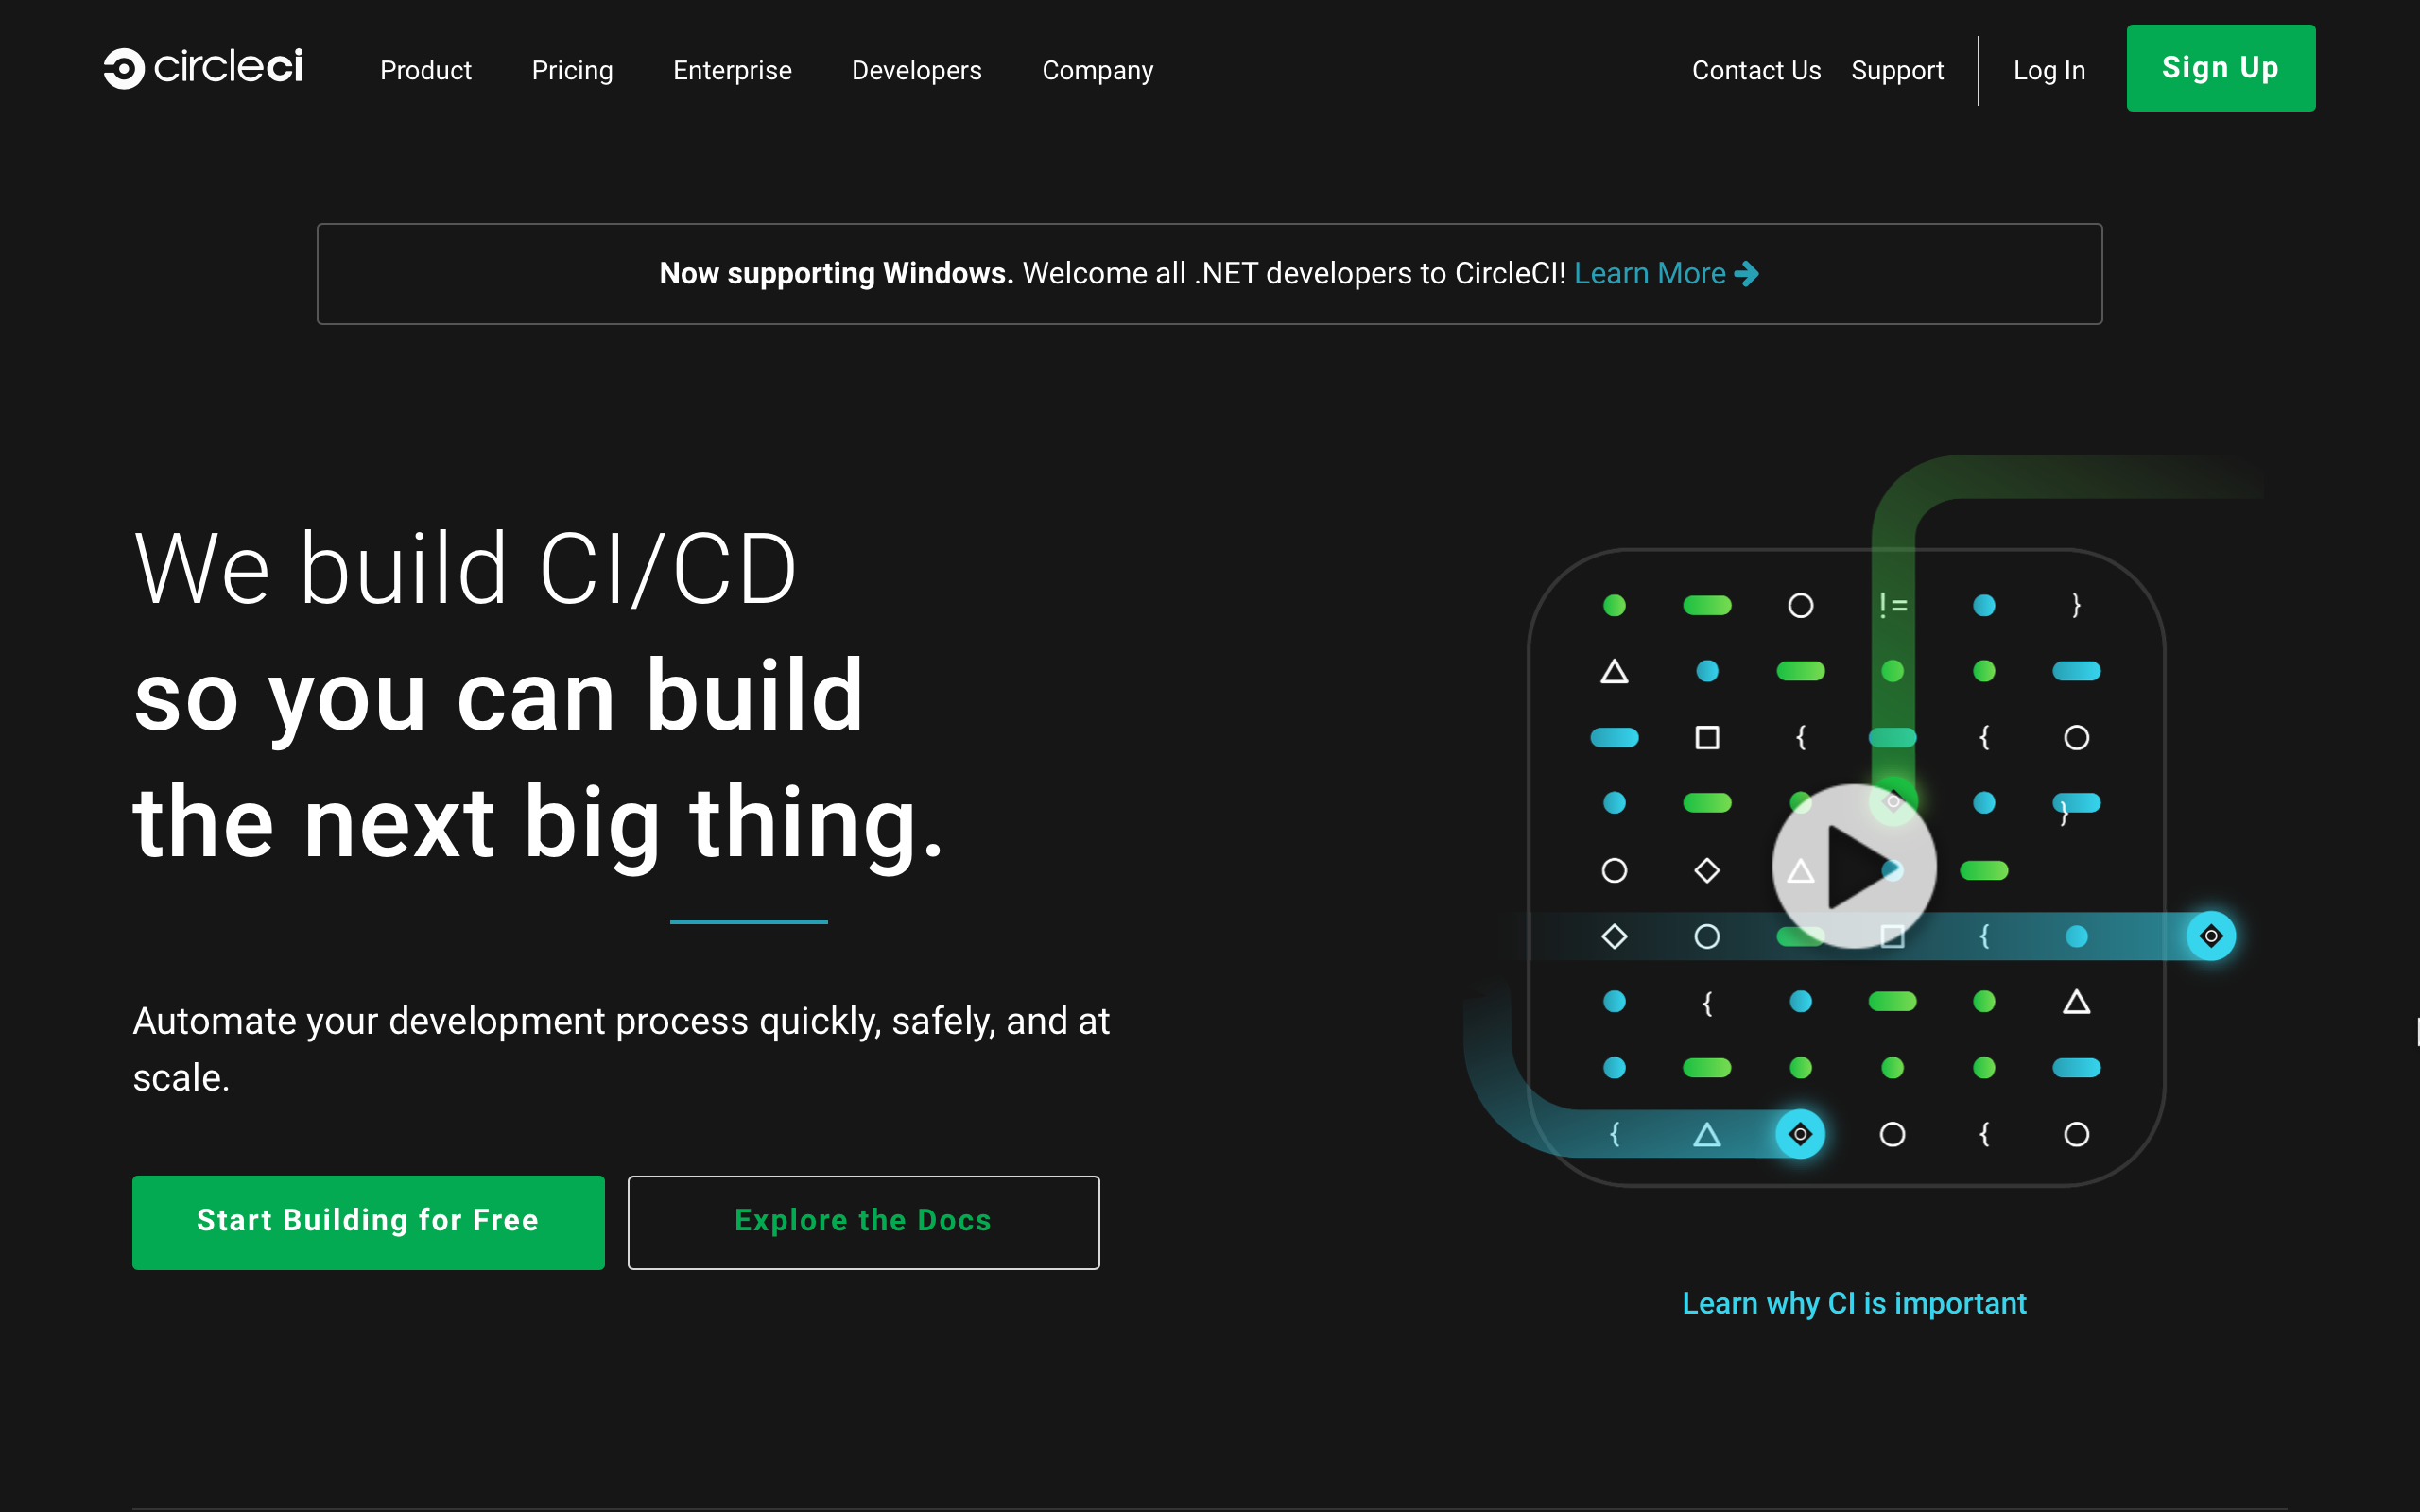 circleci Product Pricing Enterprise Developers Company Contact Us Support Log In Sign Up
Now supporting Windows. Welcome all .NET developers to CircleCI! Learn More
We build CI/CD
so you can build
the next big thing.
!= }
{ {
}
{
{
{ {
Automate your development process quickly, safely, and at
scale.
Start Building for Free Explore the Docs
Learn why CI is important